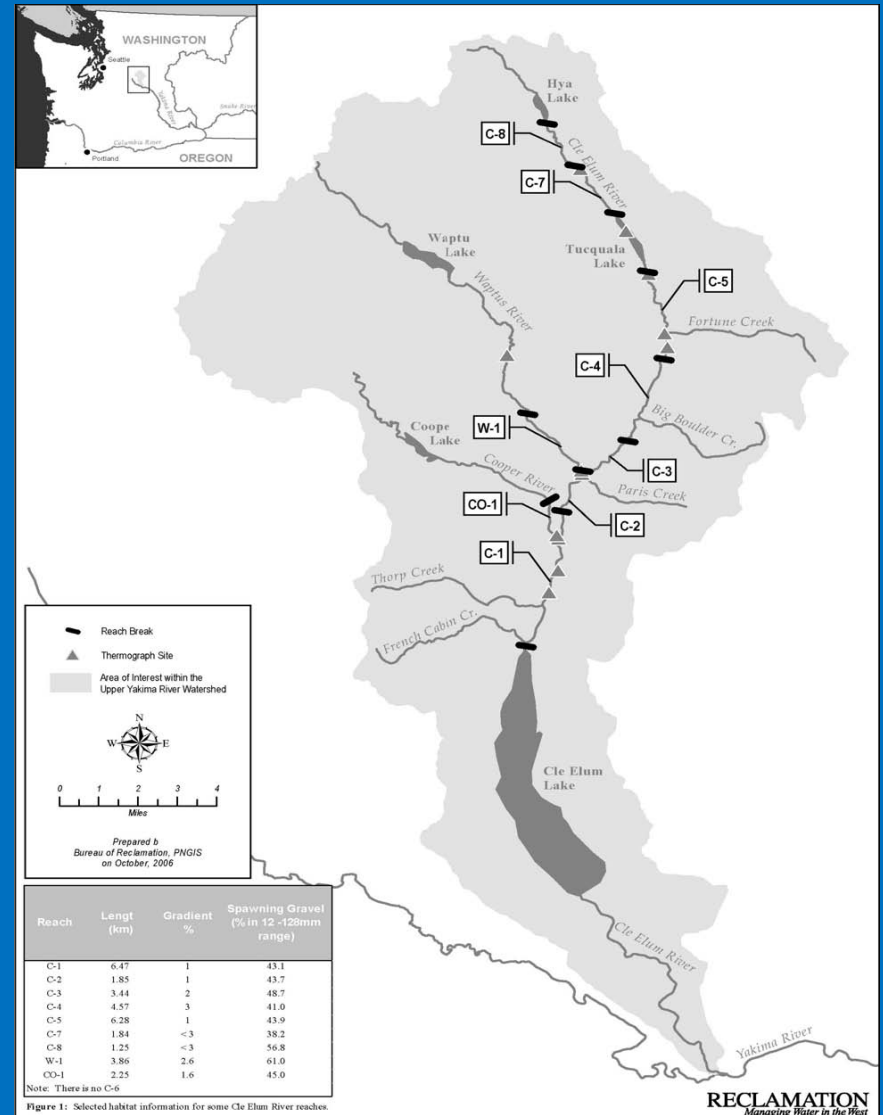 WASHINGTON
Seattle
Yakima River
Snake River
Columbia River
Portland
OREGON
Hya
Lake
C-8
Cle Elum River
C-7
Waptu
Lake
Tucquala
Lake
Waptus River
C-5
Fortune Creek
C-4
Big Boulder Cr.
Coope
Lake
W-1
Cooper River
C-3
Paris Creek
CO-1
C-2
C-1
Thorp Creek
French Cabin Cr.
Reach Break
Thermograph Site
Area of Interest within the
Upper Yakima River Watershed
N
W E
S
0 1 2 3 4
Miles
Prepared b
Bureau of Reclamation, PNGIS
on October, 2006
Cle Elum
Lake
Cle Elum River
Yakima River
Reach Lengt (km) Gradient % Spawning Gravel (% in 12 -128mm range)
C-1 6.47 1 43.1
C-2 1.85 1 43.7
C-3 3.44 2 48.7
C-4 4.57 3 41.0
C-5 6.28 1 43.9
C-7 1.84 <3 38.2
C-8 1.25 <3 56.8
W-1 3.86 2.6 61.0
CO-1 2.25 1.6 45.0
Note: There is no C-6
Figure 1: Selected habitat information for some Cle Elum River reaches.
RECLAMATION
Managing Water in the West